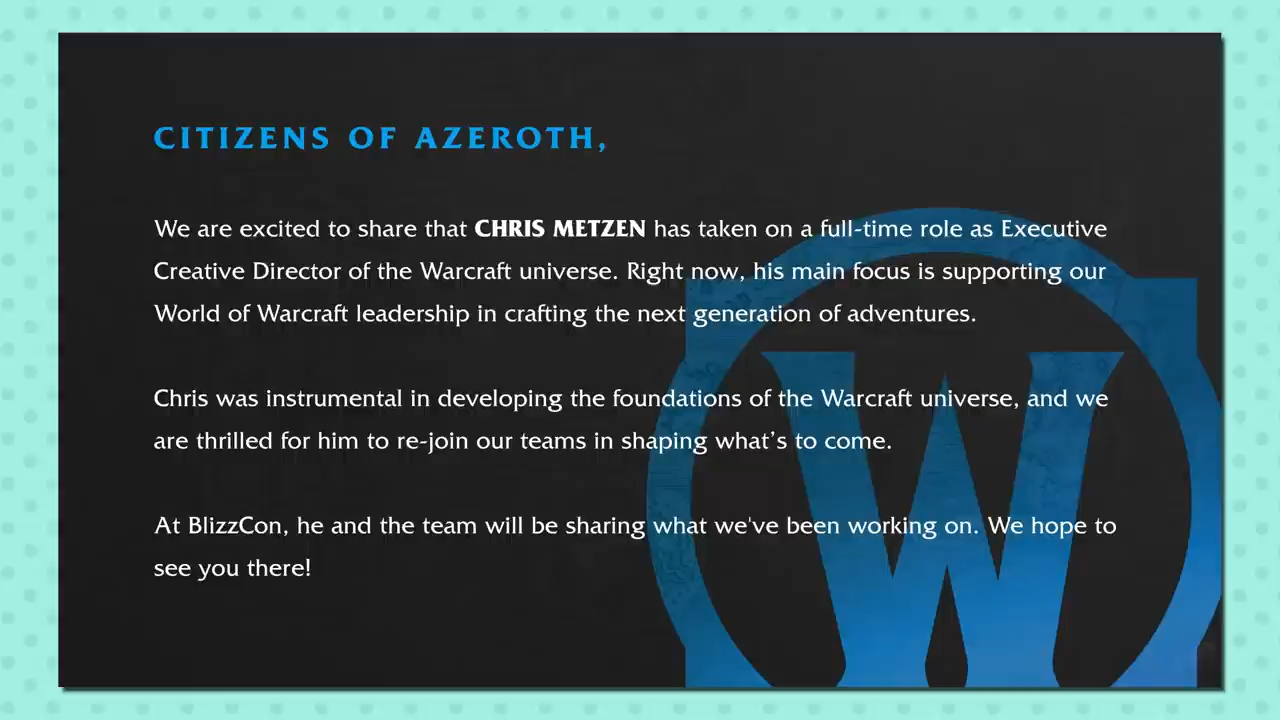 CITIZENS OF AZEROTH,
We are excited to share that CHRIS METZEN has taken on a full-time role as Executive
Creative Director of the Warcraft universe. Right now, his main focus is supporting our
World of Warcraft leadership in crafting the next generation of adventures.
Chris was instrumental in developing the foundations of the Warcraft universe, and we
are thrilled for him to re-join our teams in shaping what’s to come.
At BlizzCon, he and the team will be sharing what we've been working on. We hope to
see you there!
W